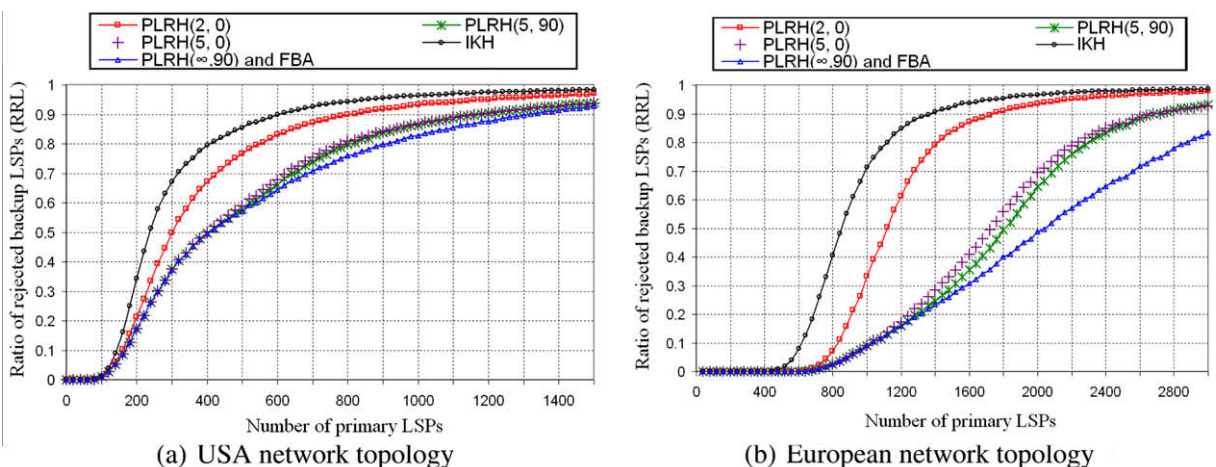 PLRH(2, 0)
PLRH(5, 90)
PLRH(5, 0)
IKH
PLRH(∞.90) and FBA
Ratio of rejected backup LSPs (RRL)
1
0.9
0.8
0.7
0.6
0.5
0.4
0.3
0.2
0.1
0
0 200 400 600 800 1000 1200 1400
Number of primary LSPs
(a) USA network topology
PLRH(2, 0)
PLRH(5, 90)
PLRH(5, 0)
IKH
PLRH(∞.90) and FBA
Ratio of rejected backup LSPs (RRL)
1
0.9
0.8
0.7
0.6
0.5
0.4
0.3
0.2
0.1
0
0 400 800 1200 1600 2000 2400 2800
Number of primary LSPs
(b) European network topology